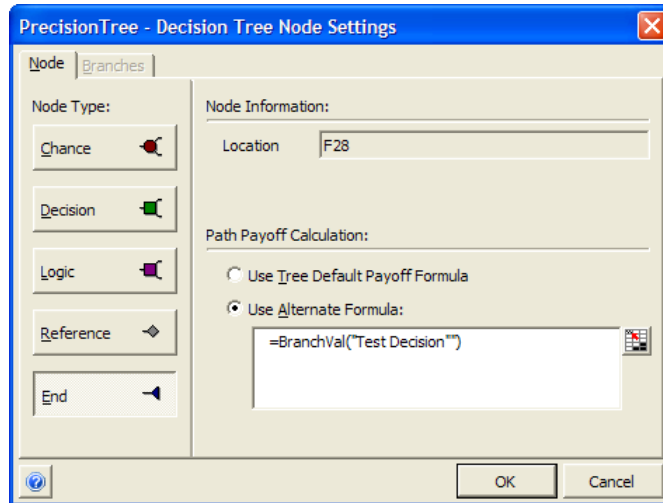 PrecisionTree - Decision Tree Node Settings
Node Branches
Node Type:
Chance
Decision
Logic
Reference
End
Node Information:
Location F28
Path Payoff Calculation:
Use Tree Default Payoff Formula
Use Alternate Formula:
=BranchVal("Test Decision"")
?
OK Cancel